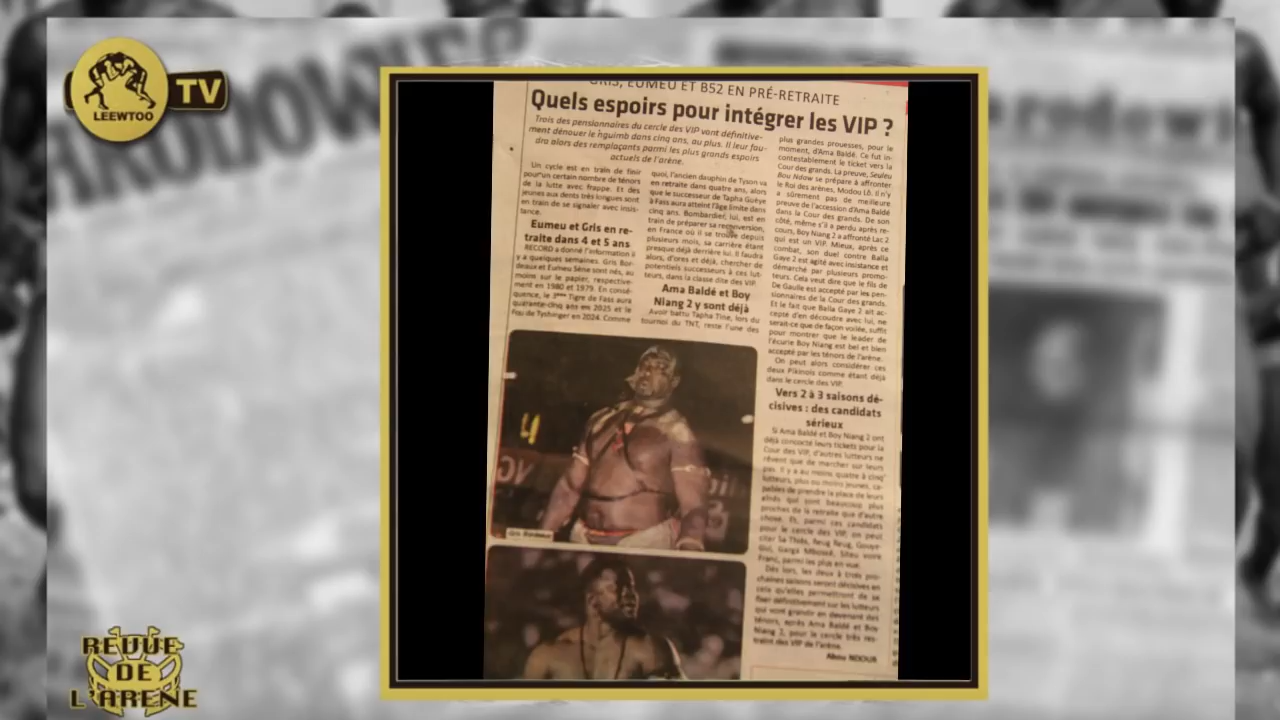 LEEWTOO
TV
GRIS, EUMEU ET B52 EN PRÉ-RETRAITE
Quels espoirs pour intégrer les VIP ?
Trois des pensionnaires du cercle des VIP vont définitive-
ment dénouer le nguimb dans cinq ans, au plus. Il leur fau-
dra alors des remplaçants parmi les plus grands espoirs
actuels de l'arène.
Un cycle est en train de finir
pour un certain nombre de ténors
de la lutte avec frappe. Et des
jeunes aux dents très longues sont
en train de se signaler avec insis-
tance.
Eumeu et Gris en re-
traite dans 4 et 5 ans
RECORD a donné l'information il
y a quelques semaines. Gris Bor-
deaux et Eumeu Sène sont nés, au
moins sur le papier, respective-
ment en 1980 et 1979. En consé-
quence, le 3ème Tigre de Fass aura
quarante-cinq ans en 2025 et le
Fou de Tyshinger en 2024. Comme
quoi, l'ancien dauphin de Tyson va
en retraite dans quatre ans, alors
que le successeur de Tapha Guèye
à Fass aura atteint l'âge limite dans
cinq ans. Bombardier, lui, est en
train de préparer sa reconversion,
en France où il se trouve depuis
plusieurs mois, sa carrière étant
presque déjà derrière lui. Il faudra
alors, d'ores et déjà, chercher de
potentiels successeurs à ces lut-
teurs, dans la classe dite des VIP.
Ama Baldé et Boy
Niang 2 y sont déjà
Avoir battu Tapha Tine, lors du
tournoi du TNT, reste l'une des
plus grandes prouesses, pour le
moment, d'Ama Baldé. Ce fut in-
contestablement le ticket vers la
Cour des grands. La preuve, Seuleu
Bou Ndaw se prépare à affronter
le Roi des arènes, Modou Lô. Il n'y
a sûrement pas de meilleure
preuve de l'accession d'Ama Baldé
dans la Cour des grands. De son
côté, même s'il a perdu après re-
cours, Boy Niang 2 a affronté Lac 2
qui est un VIP. Mieux, après ce
combat, son duel contre Balla
Gaye 2 est agité avec insistance et
démarché par plusieurs promo-
teurs. Cela veut dire que le fils de
De Gaulle est accepté par les pen-
sionnaires de la Cour des grands.
Et le fait que Balla Gaye 2 ait ac-
cepté d'en découdre avec lui, ne
serait-ce que de façon voilée, suffit
pour montrer que le leader de
l'écurie Boy Niang est bel et bien
accepté par les ténors de l'arène.
On peut alors considérer ces
deux Pikinois comme étant déjà
dans le cercle des VIP.
Vers 2 à 3 saisons dé-
cisives : des candidats
sérieux
Si Ama Baldé et Boy Niang 2 ont
déjà concocté leurs tickets pour la
Cour des VIP, d'autres lutteurs ne
rêvent que de marcher sur leurs
pas. Il y a au moins quatre à cinq
lutteurs, plus ou moins jeunes, ca-
pables de prendre la place de leurs
aînés qui sont beaucoup plus
proches de la retraite que d'autre
chose. Et, parmi ces candidats
pour le cercle des VIP, on peut
citer Sa Thiès, Reug Reug, Gouye-
Gui, Garga Mbossé, Siteu voire
Franc, parmi les plus en vue.
Dès lors, les deux à trois pro-
chaines saisons seront décisives en
cela qu'elles permettront de se
fixer définitivement sur les lutteurs
qui vont grandir en devenant des
ténors, après Ama Baldé et Boy
Niang 2, pour le cercle très res-
treint des VIP de l'arène.
Abou NDOUR
4
Gris Bordeaux
REVUE
DE
L'ARENE